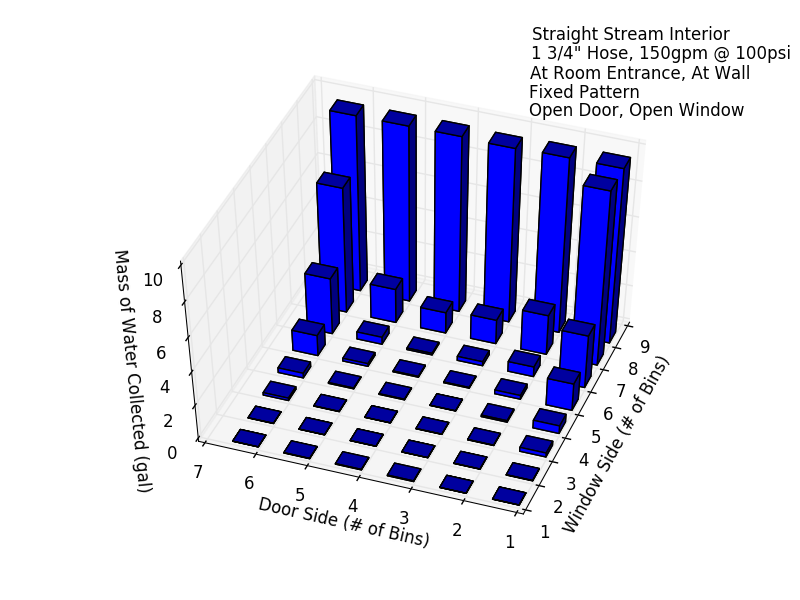 Straight Stream Interior
1 3/4" Hose, 150gpm @ 100psi
At Room Entrance, At Wall
Fixed Pattern
Open Door, Open Window
Mass of Water Collected (gal)
10
8
6
4
2
0
Door Side (# of Bins)
7
6
5
4
3
2
1
Window Side (# of Bins)
9
8
7
6
5
4
3
2
1